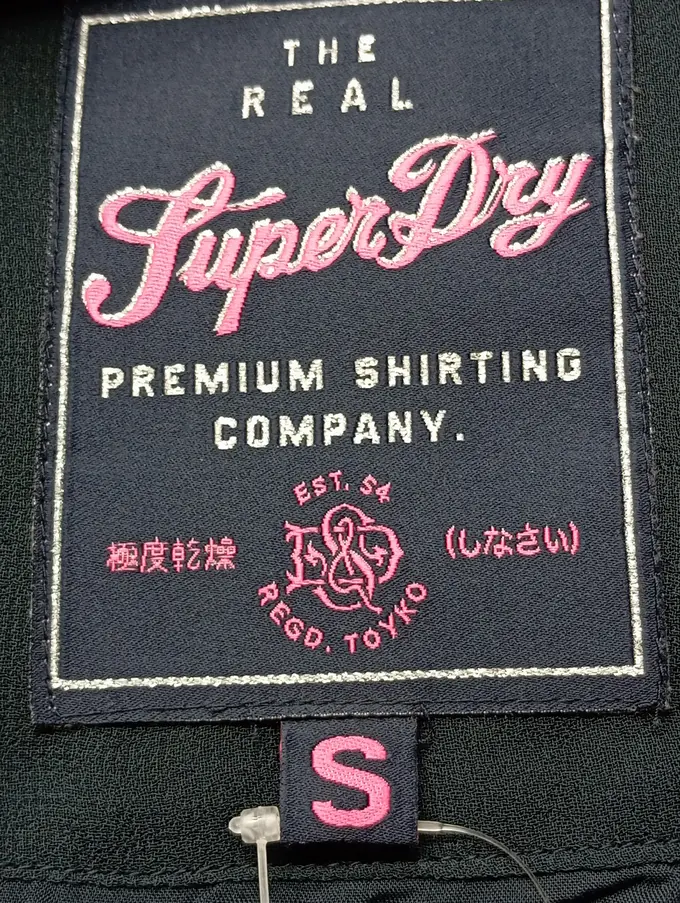 THE
REAL
SuperDry
PREMIUM SHIRTING
COMPANY.
EST. 54
極度乾燥 (しなさい)
REGD. TOYKO
S